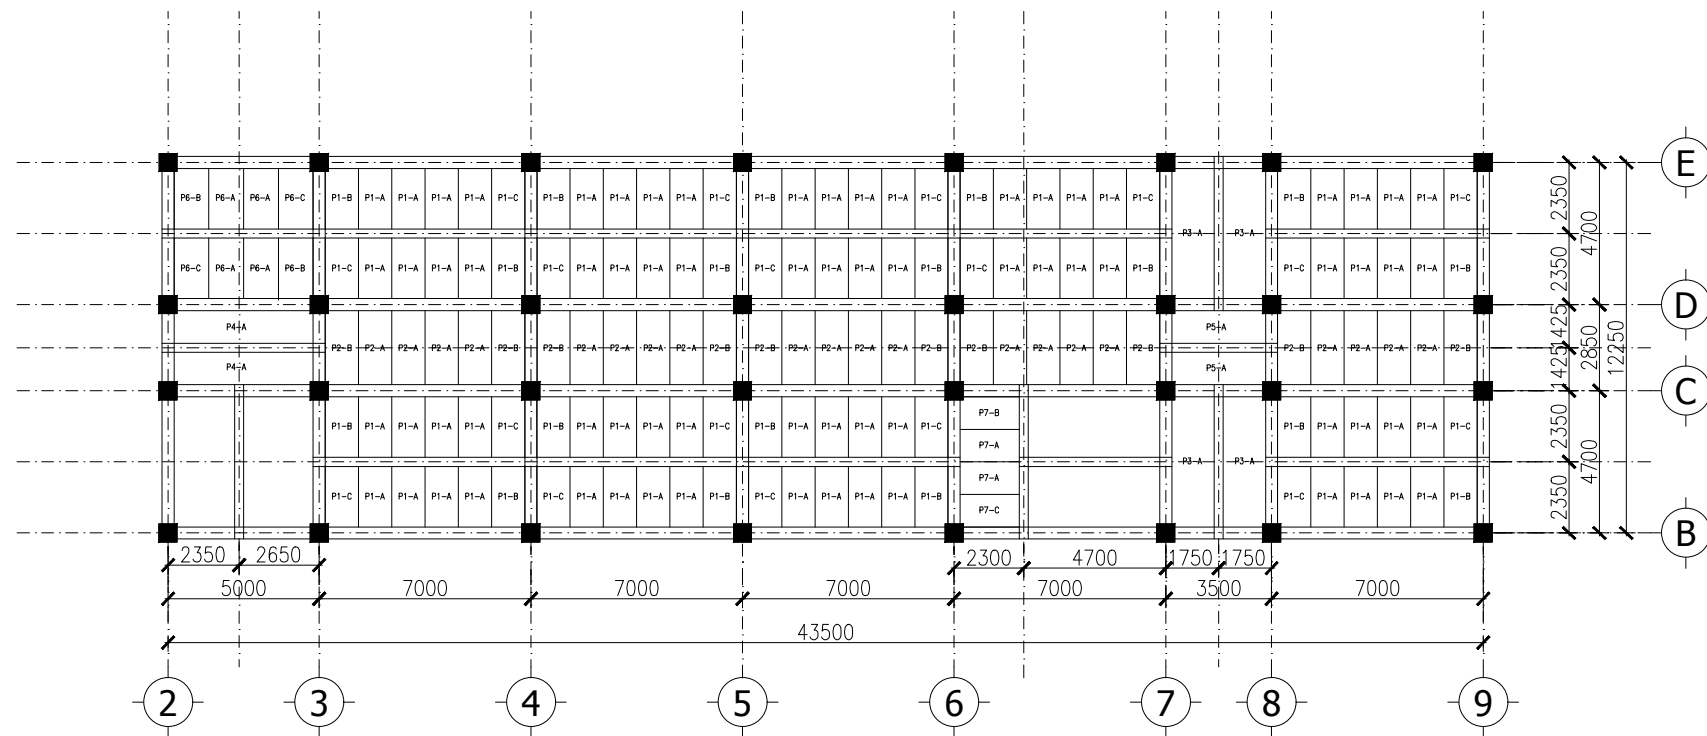 P6-B P6-A P6-A P6-C P1-B P1-A P1-A P1-A P1-A P1-C P1-B P1-A P1-A P1-A P1-A P1-C P1-B P1-A P1-A P1-A P1-A P1-C P1-B P1-A P1-A P1-A P1-A P1-C P1-B P1-A P1-A P1-A P1-A P1-C
P3-A P3-A
P6-C P6-A P6-A P6-B P1-C P1-A P1-A P1-A P1-A P1-B P1-C P1-A P1-A P1-A P1-A P1-B P1-C P1-A P1-A P1-A P1-A P1-B P1-C P1-A P1-A P1-A P1-A P1-B P1-C P1-A P1-A P1-A P1-A P1-B
P4-A P5-A
P2-B P2-A P2-A P2-A P2-A P2-B P2-B P2-A P2-A P2-A P2-A P2-B P2-B P2-A P2-A P2-A P2-A P2-B P2-B P2-A P2-A P2-A P2-A P2-B P2-B P2-A P2-A P2-A P2-A P2-B
P4-A P5-A
P7-B
P1-B P1-A P1-A P1-A P1-A P1-C P1-B P1-A P1-A P1-A P1-A P1-C P1-B P1-A P1-A P1-A P1-A P1-C P1-B P1-A P1-A P1-A P1-A P1-C
P7-A
P3-A P3-A
P7-A
P1-C P1-A P1-A P1-A P1-A P1-B P1-C P1-A P1-A P1-A P1-A P1-B P1-C P1-A P1-A P1-A P1-A P1-B P1-C P1-A P1-A P1-A P1-A P1-B
P7-C
2350 2350 1425 1425 2350 2350
4700 2850 4700
12250
E
D
C
B
2350 2650 2300 4700 1750 1750
5000 7000 7000 7000 7000 3500 7000
43500
2 3 4 5 6 7 8 9